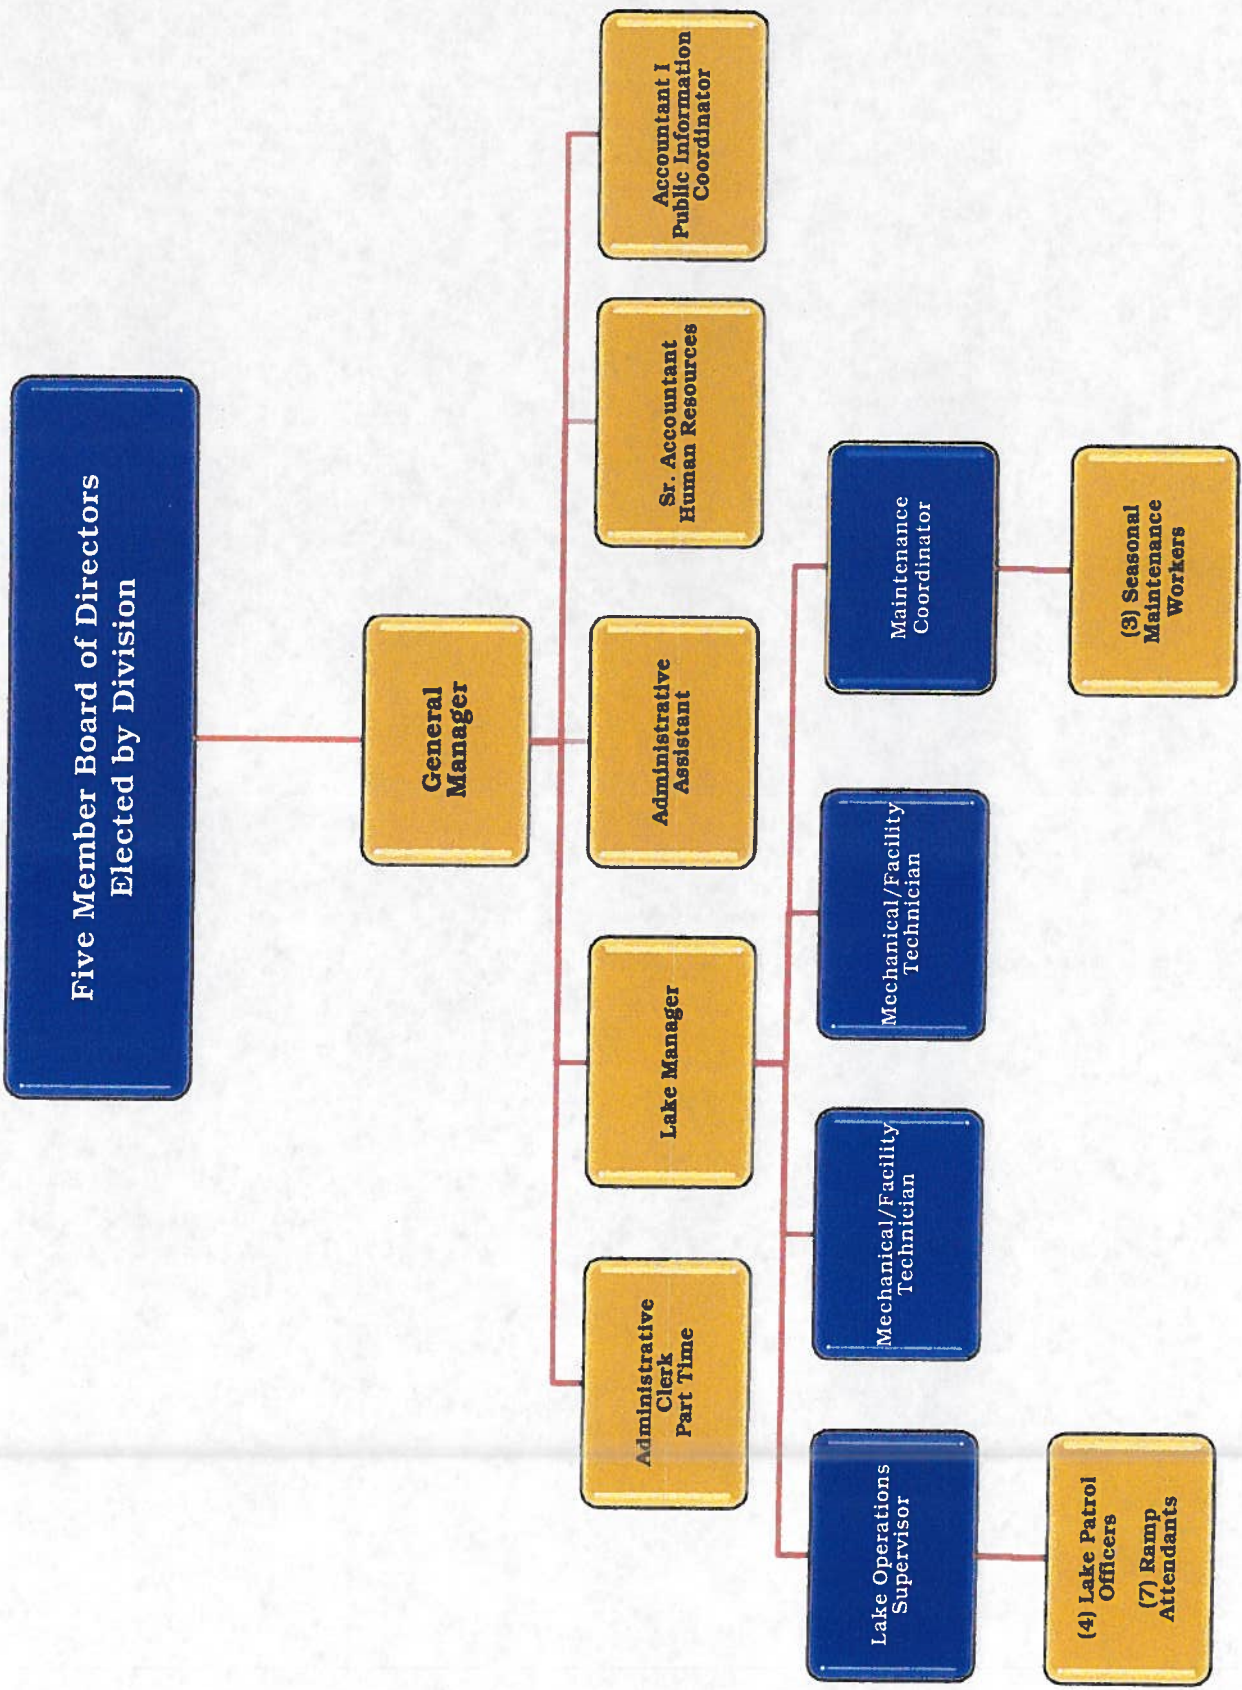 Five Member Board of Directors
Elected by Division
General
Manager
Administrative
Clerk
Part Time
Lake Manager
Administrative
Assistant
Sr. Accountant
Human Resources
Accountant I
Public Information
Coordinator
Lake Operations
Supervisor
Mechanical/Facility
Technician
Mechanical/Facility
Technician
Maintenance
Coordinator
(4) Lake Patrol
Officers
(7) Ramp
Attendants
(3) Seasonal
Maintenance
Workers